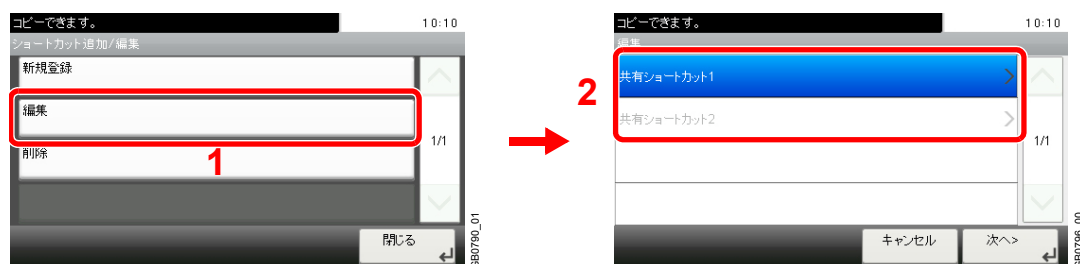 コピーできます。
10:10
ショートカット追加/編集
新規登録
編集
削除
1
1/1
閉じる
GB0790_01
コピーできます。
10:10
編集
2
共有ショートカット1
共有ショートカット2
1/1
キャンセル
次へ>
GB0796_00